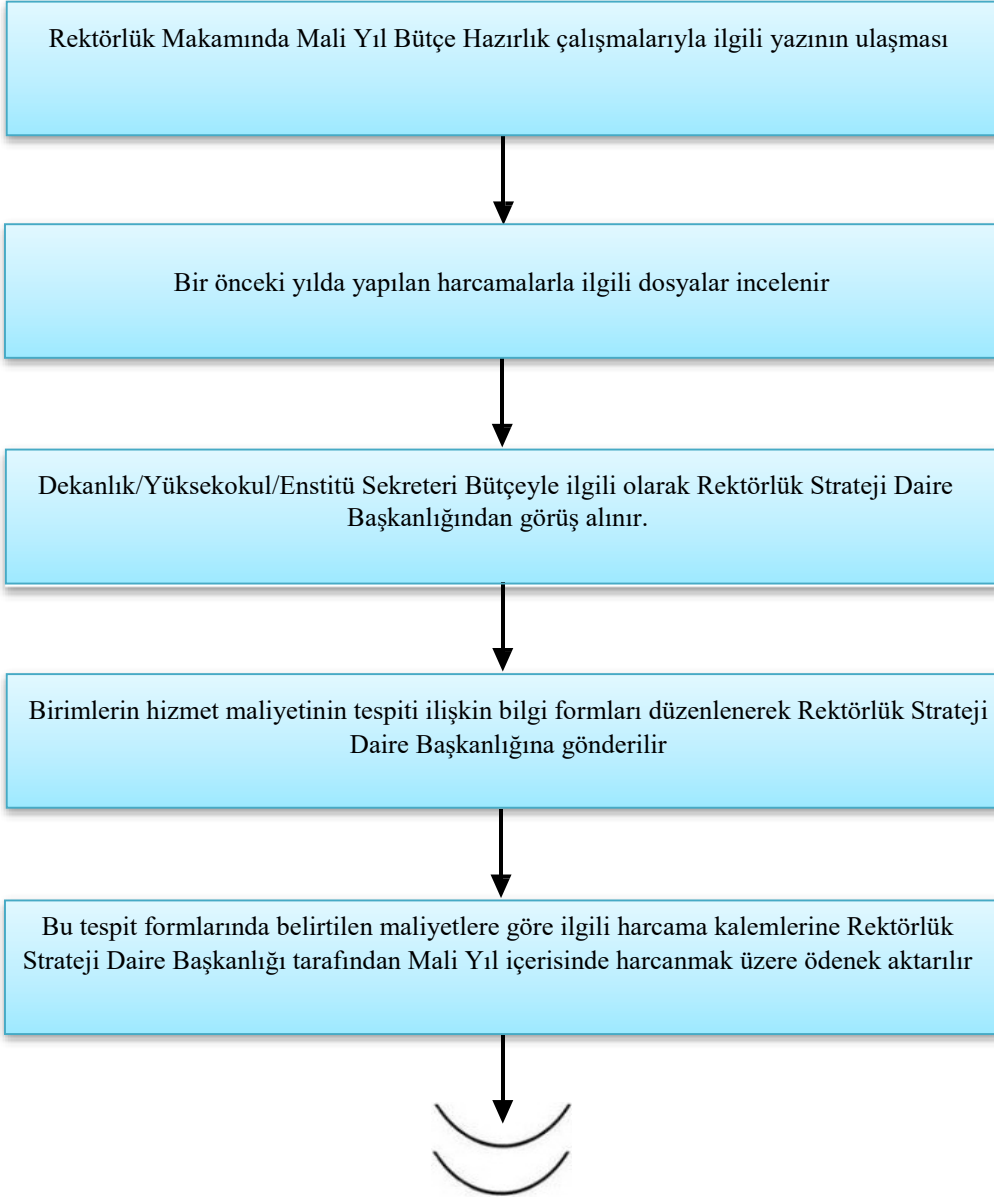 Rektörlük Makamında Mali Yıl Bütçe Hazırlık çalışmalarıyla ilgili yazının ulaşması
Bir önceki yılda yapılan harcamalarla ilgili dosyalar incelenir
Dekanlık/Yüksekokul/Enstitü Sekreteri Bütçeyle ilgili olarak Rektörlük Strateji Daire
Başkanlığından görüş alınır.
Birimlerin hizmet maliyetinin tespiti ilişkin bilgi formları düzenlenerek Rektörlük Strateji
Daire Başkanlığına gönderilir
Bu tespit formlarında belirtilen maliyetlere göre ilgili harcama kalemlerine Rektörlük
Strateji Daire Başkanlığı tarafından Mali Yıl içerisinde harcanmak üzere ödenek aktarılır